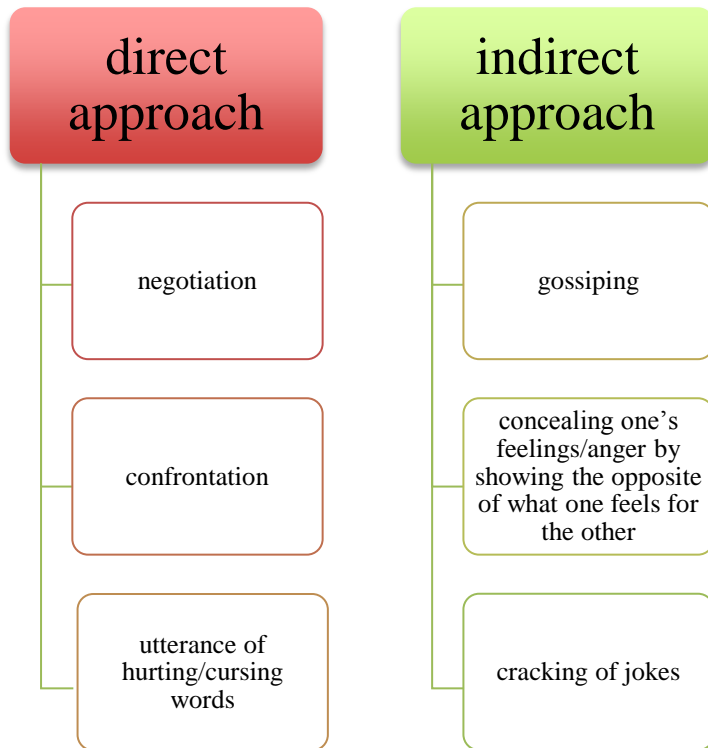 direct
approach
negotiation
confrontation
utterance of
hurting/cursing
words
indirect
approach
gossiping
concealing one’s
feelings/anger by
showing the opposite
of what one feels for
the other
cracking of jokes